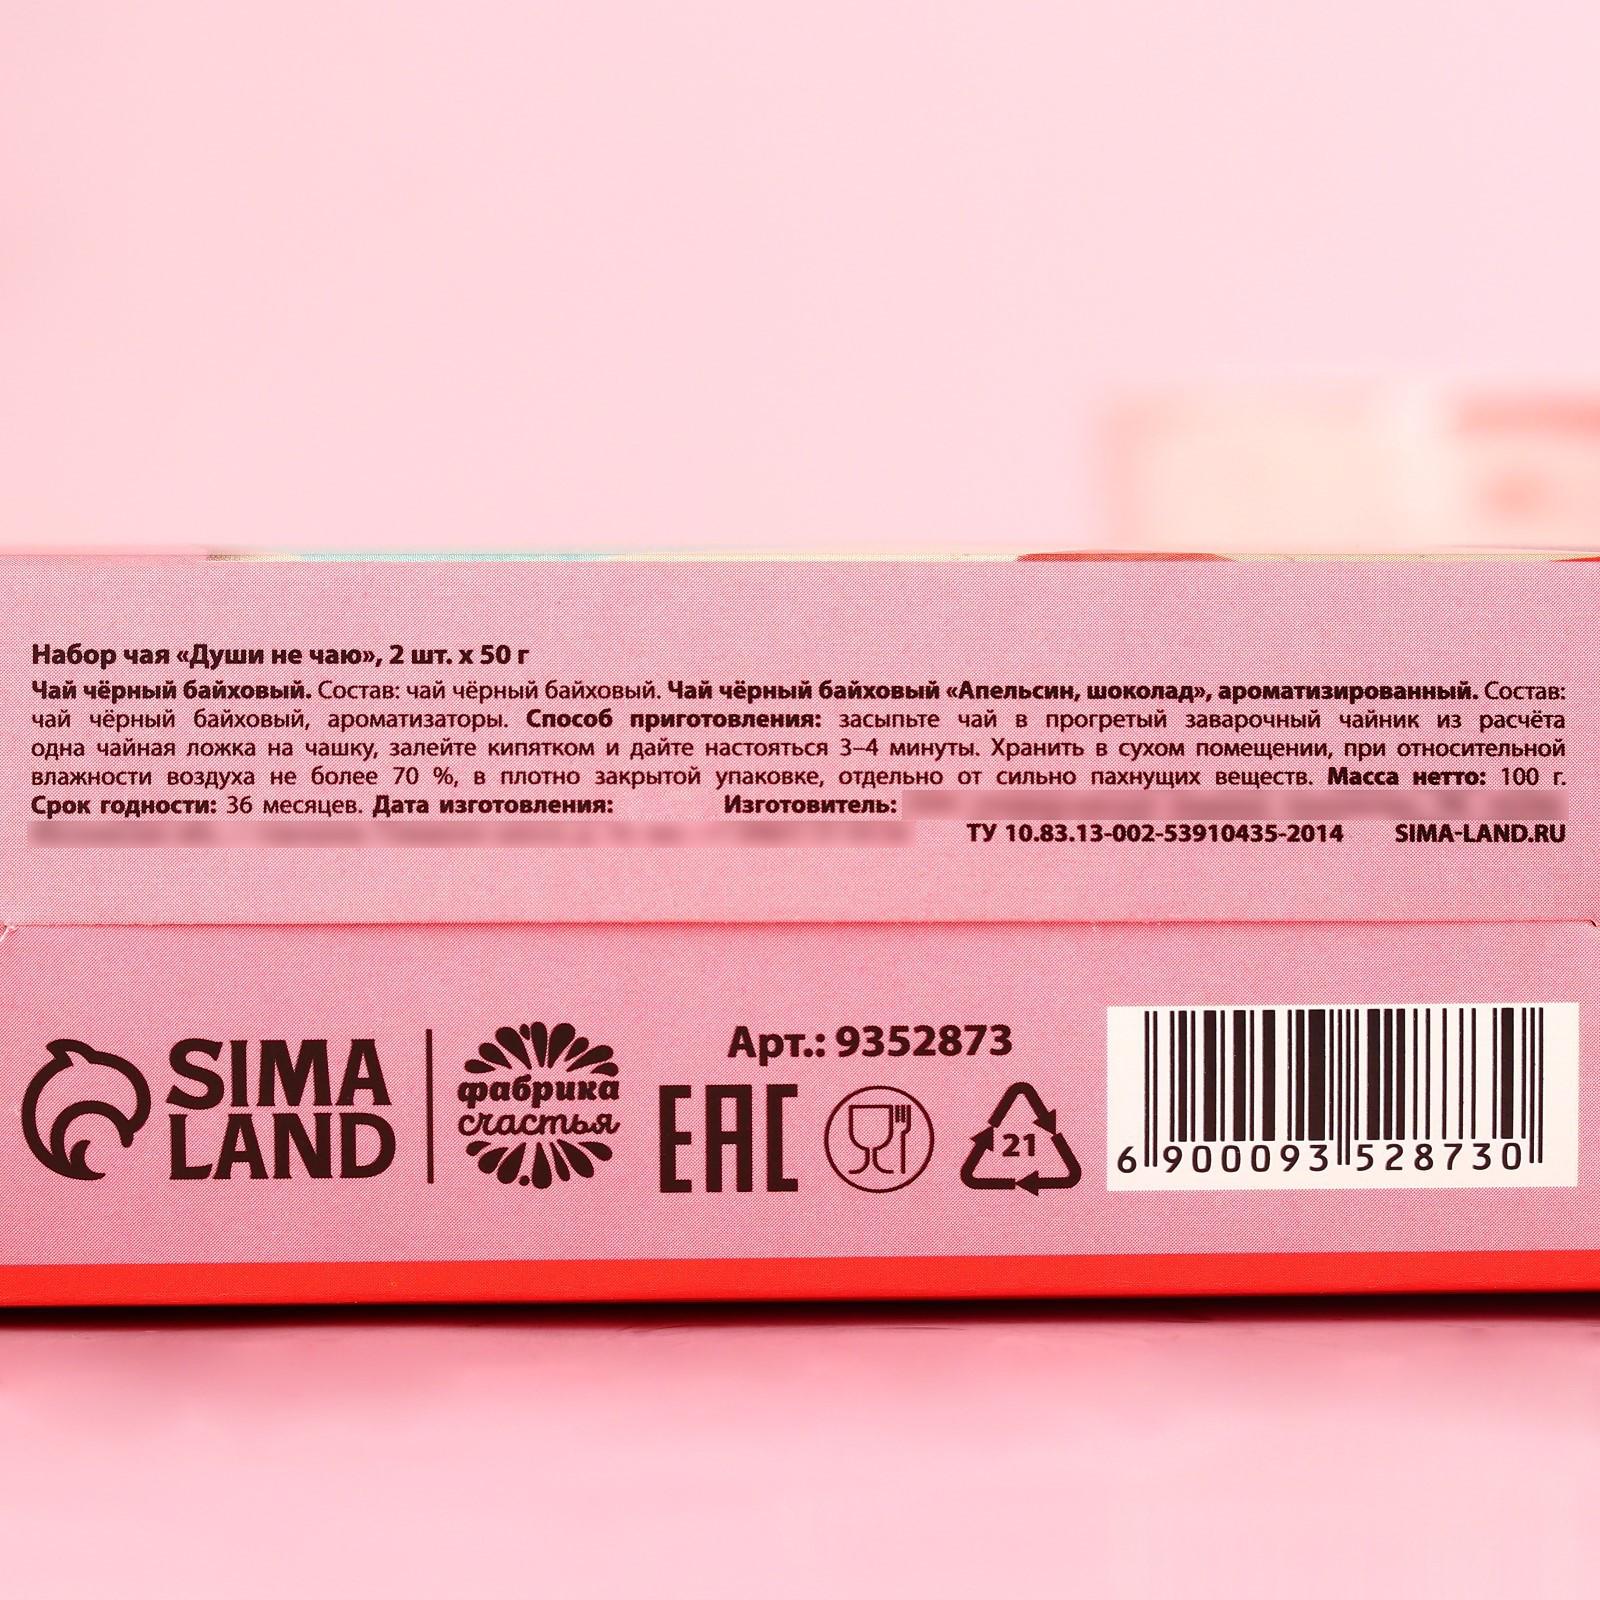 Набор чая «Души не чаю», 2 шт. х 50 г
Чай чёрный байховый. Состав: чай чёрный байховый. Чай чёрный байховый «Апельсин, шоколад», ароматизированный. Состав:
чай чёрный байховый, ароматизаторы. Способ приготовления: засыпьте чай в прогретый заварочный чайник из расчёта
одна чайная ложка на чашку, залейте кипятком и дайте настояться 3–4 минуты. Хранить в сухом помещении, при относительной
влажности воздуха не более 70 %, в плотно закрытой упаковке, отдельно от сильно пахнущих веществ. Масса нетто: 100 г.
Срок годности: 36 месяцев. Дата изготовления: Изготовитель:
ТУ 10.83.13-002-53910435-2014 SIMA-LAND.RU
SIMA
LAND
фабрика
счастья
Арт.: 9352873
EAC
21
6 900093 528730